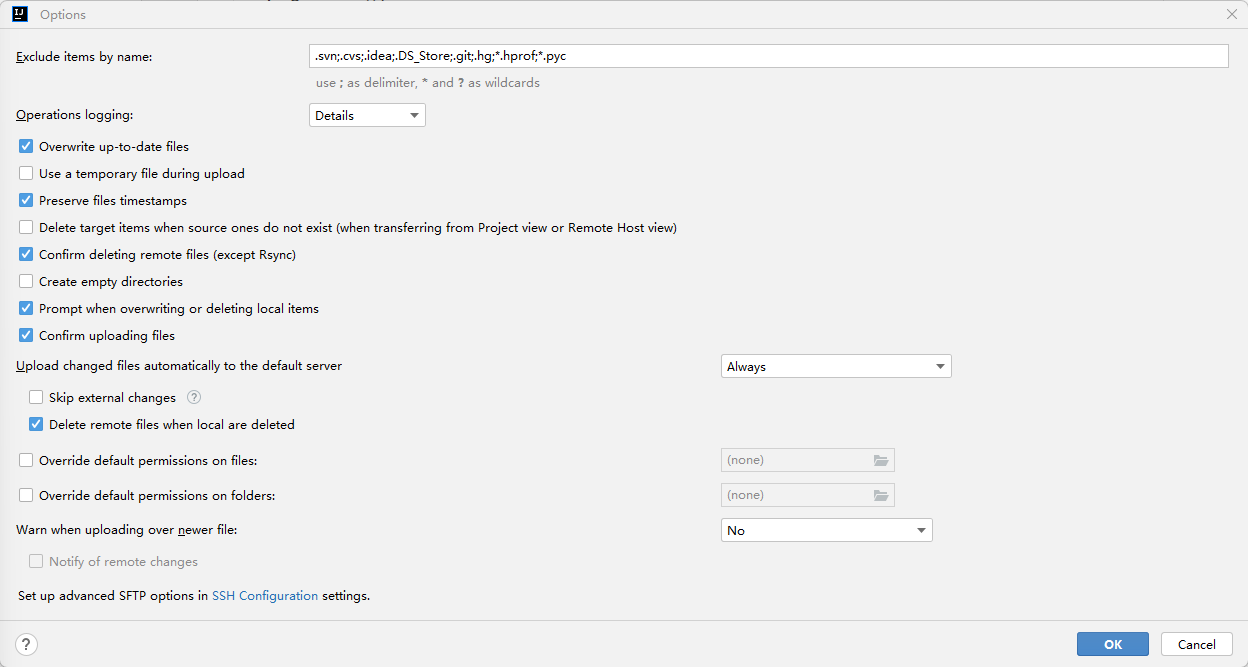 IJ Options
Exclude items by name: .svn;.cvs;.idea;.DS_Store;.git;.hg;*.hprof;*.pyc
use ; as delimiter, * and ? as wildcards
Operations logging: Details
Overwrite up-to-date files
Use a temporary file during upload
Preserve files timestamps
Delete target items when source ones do not exist (when transferring from Project view or Remote Host view)
Confirm deleting remote files (except Rsync)
Create empty directories
Prompt when overwriting or deleting local items
Confirm uploading files
Upload changed files automatically to the default server Always
Skip external changes ?
Delete remote files when local are deleted
Override default permissions on files: (none)
Override default permissions on folders: (none)
Warn when uploading over newer file: No
Notify of remote changes
Set up advanced SFTP options in SSH Configuration settings.
? OK Cancel